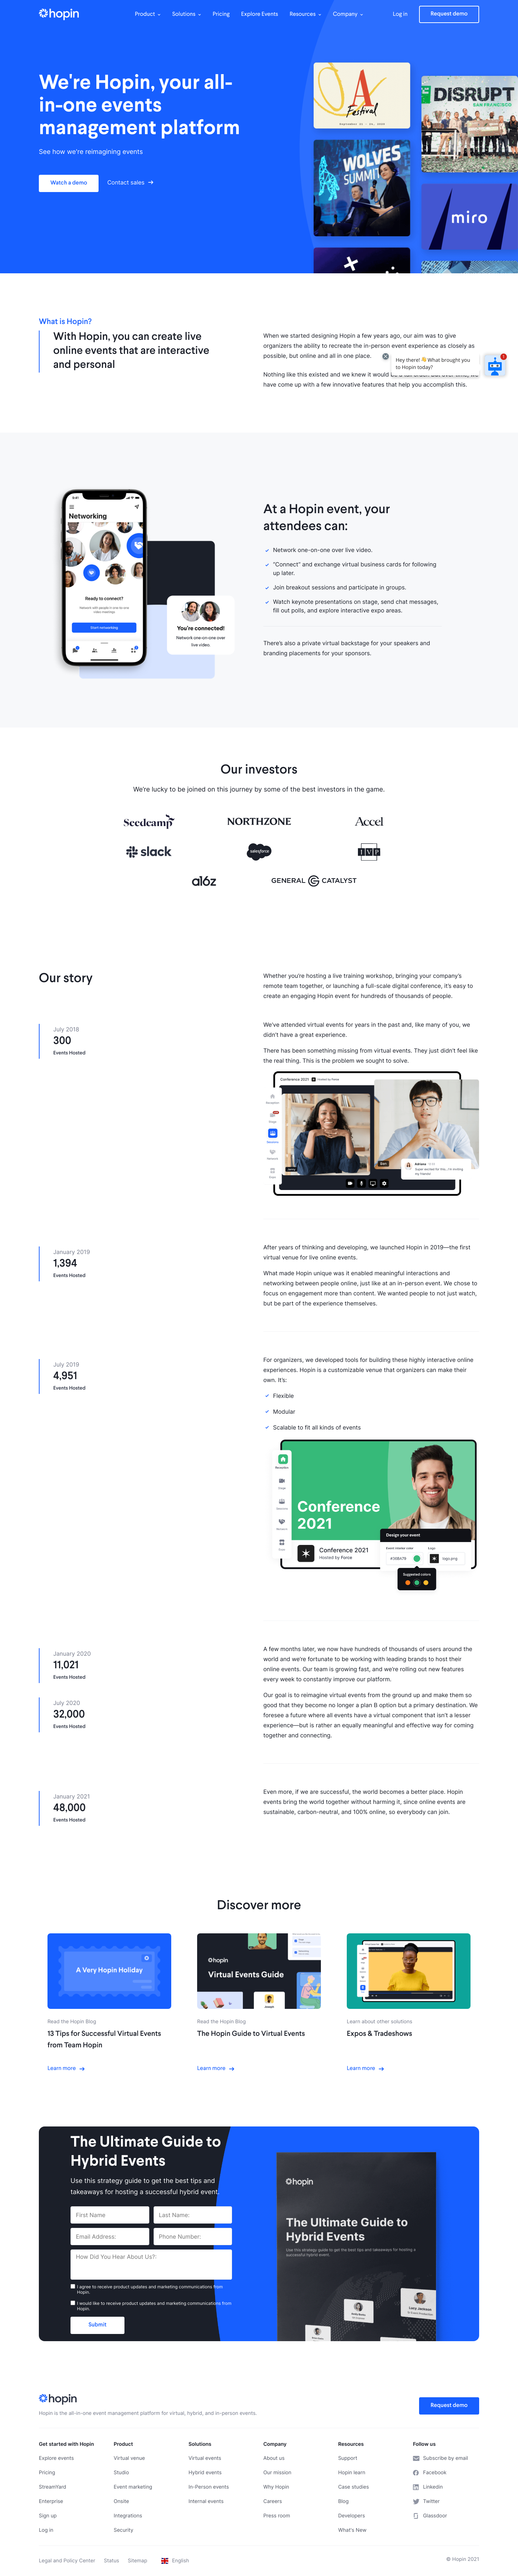 hopin
Product Solutions Pricing Explore Events Resources Company Log in Request demo
We're Hopin, your all-
in-one events
management platform
See how we're reimagining events
Watch a demo Contact sales →
A
Festival
DISRUPT
SAN FRANCISCO
WOLVES
SUMMIT
miro
What is Hopin?
With Hopin, you can create live
online events that are interactive
and personal
When we started designing Hopin a few years ago, our aim was to give
organizers the ability to recreate the in-person event experience as closely as
possible, but online and all in one place.
Hey there! 👋 What brought you
to Hopin today?
1
Nothing like this existed and we knew it would
have come up with a few innovative features that help you accomplish this.
Networking
Ready to connect?
Network with people in one to one
video meetings.
Start networking
You're connected!
Network one-on-one over
live video.
At a Hopin event, your
attendees can:
Network one-on-one over live video.
"Connect" and exchange virtual business cards for following
up later.
Join breakout sessions and participate in groups.
Watch keynote presentations on stage, send chat messages,
fill out polls, and explore interactive expo areas.
There's also a private virtual backstage for your speakers and
branding placements for your sponsors.
Our investors
We're lucky to be joined on this journey by some of the best investors in the game.
Seedcamp NORTHZONE Accel
slack salesforce IVP
a16z GENERAL CATALYST
Our story
Whether you're hosting a live training workshop, bringing your company's
remote team together, or launching a full-scale digital conference, it's easy to
create an engaging Hopin event for hundreds of thousands of people.
July 2018
300
Events Hosted
We've attended virtual events for years in the past and, like many of you, we
didn't have a great experience.
There has been something missing from virtual events. They just didn't feel like
the real thing. This is the problem we sought to solve.
Conference 2021 Hosted by Force
January 2019
1,394
Events Hosted
After years of thinking and developing, we launched Hopin in 2019—the first
virtual venue for live online events.
What made Hopin unique was it enabled meaningful interactions and
networking between people online, just like at an in-person event. We chose to
focus on engagement more than content. We wanted people to not just watch,
but be part of the experience themselves.
July 2019
4,951
Events Hosted
For organizers, we developed tools for building these highly interactive online
experiences. Hopin is a customizable venue that organizers can make their
own. It's:
Flexible
Modular
Scalable to fit all kinds of events
Conference
2021
Conference 2021
Hosted by Force
Design your event
logo.png
Suggested colors
January 2020
11,021
Events Hosted
July 2020
32,000
Events Hosted
A few months later, we now have hundreds of thousands of users around the
world and we're fortunate to be working with leading brands to host their
online events. Our team is growing fast, and we're rolling out new features
every week to constantly improve our platform.
Our goal is to reimagine virtual events from the ground up and make them so
good that they become no longer a plan B option but a primary destination. We
foresee a future where all events have a virtual component that isn't a lesser
experience—but is rather an equally meaningful and effective way for coming
together and connecting.
January 2021
48,000
Events Hosted
Even more, if we are successful, the world becomes a better place. Hopin
events bring the world together without harming it, since online events are
sustainable, carbon-neutral, and 100% online, so everybody can join.
Discover more
A Very Hopin Holiday
Read the Hopin Blog
13 Tips for Successful Virtual Events
from Team Hopin
Learn more →
hopin
Virtual Events Guide
Read the Hopin Blog
The Hopin Guide to Virtual Events
Learn more →
Learn about other solutions
Expos & Tradeshows
Learn more →
The Ultimate Guide to
Hybrid Events
Use this strategy guide to get the best tips and
takeaways for hosting a successful hybrid event.
First Name Last Name:
Email Address: Phone Number:
How Did You Hear About Us?:
I agree to receive product updates and marketing communications from
Hopin.
I would like to receive product updates and marketing communications from
Hopin.
Submit
hopin
The Ultimate Guide to
Hybrid Events
Use this strategy guide to get the best tips and takeaways for hosting a
successful hybrid event.
hopin
Hopin is the all-in-one event management platform for virtual, hybrid, and in-person events.
Request demo
Get started with Hopin
Explore events
Pricing
StreamYard
Enterprise
Sign up
Log in
Product
Virtual venue
Studio
Event marketing
Onsite
Integrations
Security
Solutions
Virtual events
Hybrid events
In-Person events
Internal events
Company
About us
Our mission
Why Hopin
Careers
Press room
Resources
Support
Hopin learn
Case studies
Blog
Developers
What's New
Follow us
Subscribe by email
Facebook
Linkedin
Twitter
Glassdoor
Legal and Policy Center Status Sitemap English
© Hopin 2021